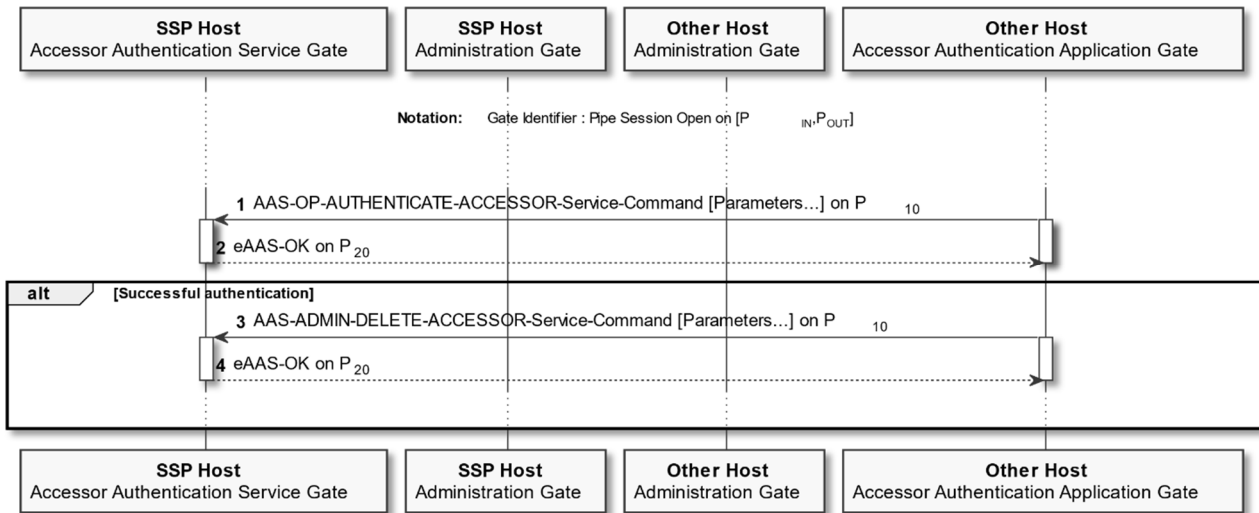 SSP Host
Accessor Authentication Service Gate
SSP Host
Administration Gate
Other Host
Administration Gate
Other Host
Accessor Authentication Application Gate
Notation: Gate Identifier : Pipe Session Open on [P IN,POUT]
1 AAS-OP-AUTHENTICATE-ACCESSOR-Service-Command [Parameters...] on P 10
2 eAAS-OK on P20
alt [Successful authentication]
3 AAS-ADMIN-DELETE-ACCESSOR-Service-Command [Parameters...] on P 10
4 eAAS-OK on P20
SSP Host
Accessor Authentication Service Gate
SSP Host
Administration Gate
Other Host
Administration Gate
Other Host
Accessor Authentication Application Gate